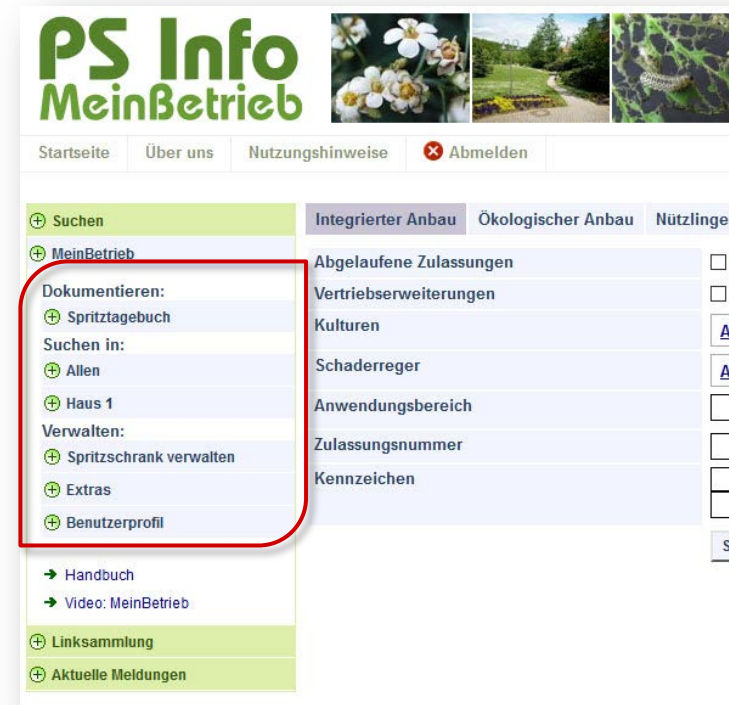 PS Info
MeinBetrieb
Startseite Über uns Nutzungshinweise Abmelden
Suchen
MeinBetrieb
Dokumentieren:
Spritztagebuch
Suchen in:
Allen
Haus 1
Verwalten:
Spritzschrank verwalten
Extras
Benutzerprofil
Handbuch
Video: MeinBetrieb
Linksammlung
Aktuelle Meldungen
Integrierter Anbau Ökologischer Anbau Nützlinge
Abgelaufene Zulassungen
Vertriebserweiterungen
Kulturen A
Schaderreger A
Anwendungsbereich
Zulassungsnummer
Kennzeichen
S